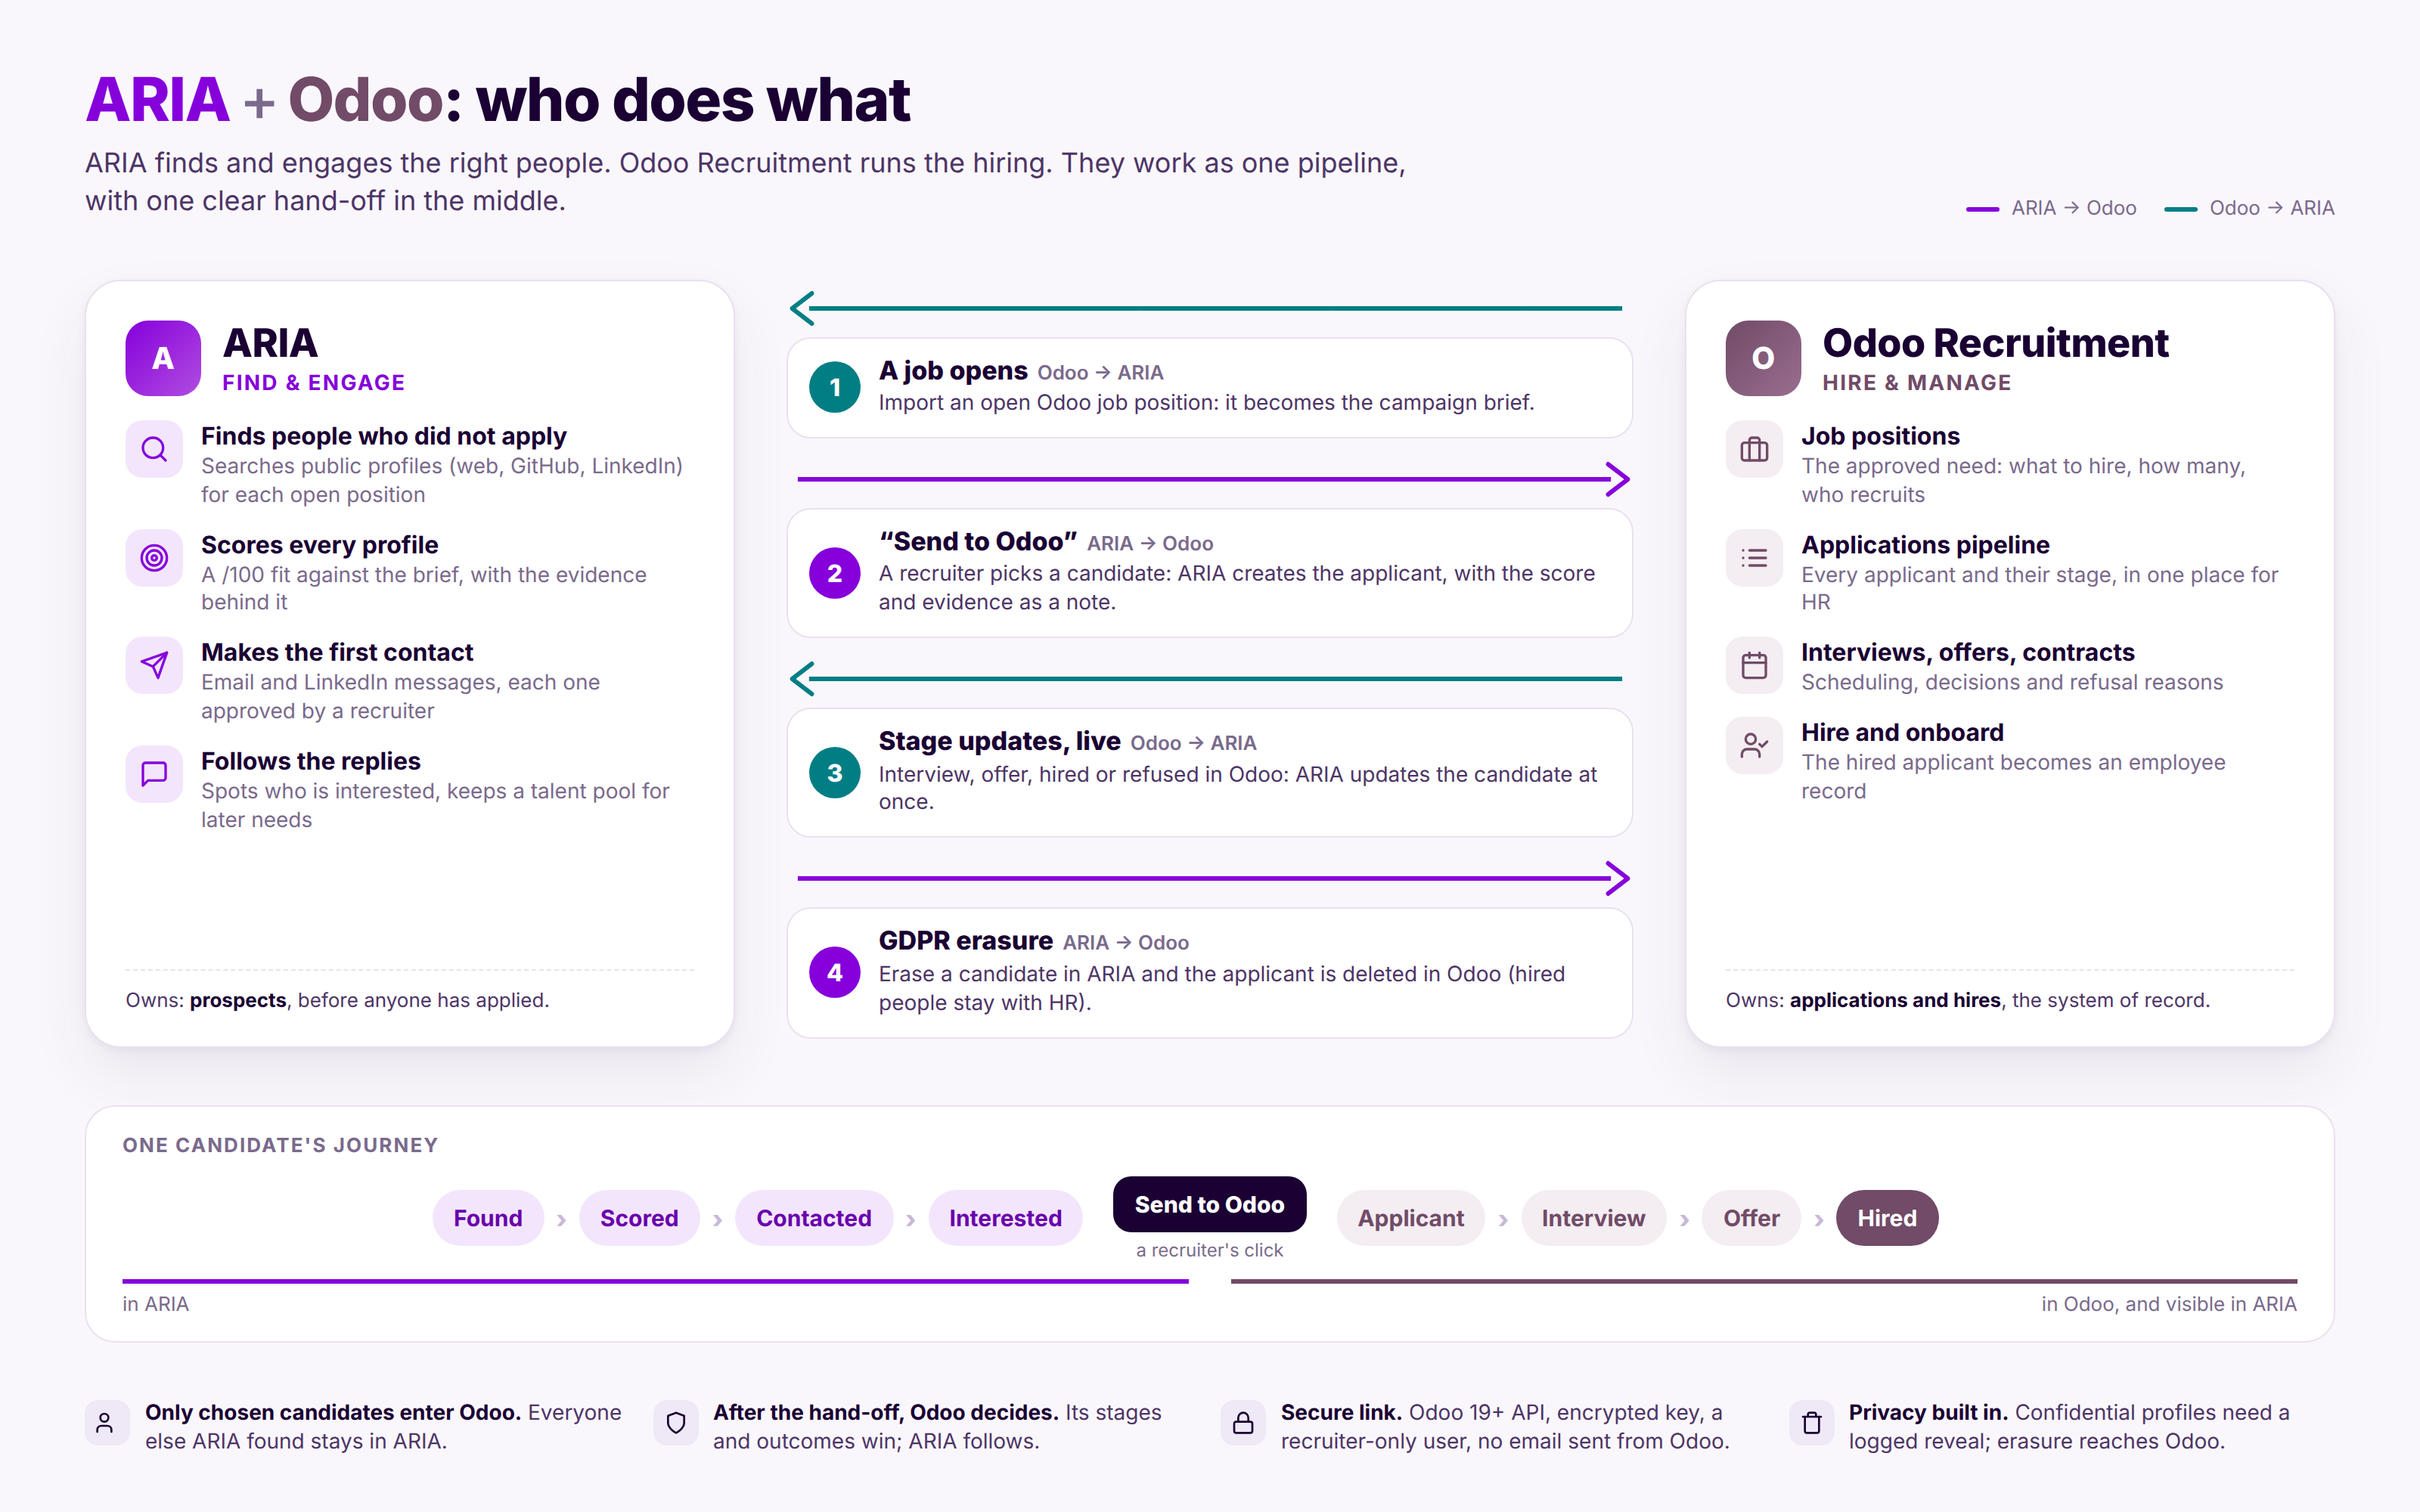 ARIA + Odoo: who does what
ARIA finds and engages the right people. Odoo Recruitment runs the hiring. They work as one pipeline,
with one clear hand-off in the middle.
ARIA → Odoo
Odoo → ARIA
A
ARIA
FIND & ENGAGE
Finds people who did not apply
Searches public profiles (web, GitHub, LinkedIn)
for each open position
Scores every profile
A /100 fit against the brief, with the evidence
behind it
Makes the first contact
Email and LinkedIn messages, each one
approved by a recruiter
Follows the replies
Spots who is interested, keeps a talent pool for
later needs
Owns: prospects, before anyone has applied.
1
A job opens Odoo → ARIA
Import an open Odoo job position: it becomes the campaign brief.
2
“Send to Odoo” ARIA → Odoo
A recruiter picks a candidate: ARIA creates the applicant, with the score
and evidence as a note.
3
Stage updates, live Odoo → ARIA
Interview, offer, hired or refused in Odoo: ARIA updates the candidate at
once.
4
GDPR erasure ARIA → Odoo
Erase a candidate in ARIA and the applicant is deleted in Odoo (hired
people stay with HR).
O
Odoo Recruitment
HIRE & MANAGE
Job positions
The approved need: what to hire, how many,
who recruits
Applications pipeline
Every applicant and their stage, in one place for
HR
Interviews, offers, contracts
Scheduling, decisions and refusal reasons
Hire and onboard
The hired applicant becomes an employee
record
Owns: applications and hires, the system of record.
ONE CANDIDATE'S JOURNEY
Found › Scored › Contacted › Interested Send to Odoo Applicant › Interview › Offer › Hired
a recruiter's click
in ARIA
in Odoo, and visible in ARIA
Only chosen candidates enter Odoo. Everyone
else ARIA found stays in ARIA.
After the hand-off, Odoo decides. Its stages
and outcomes win; ARIA follows.
Secure link. Odoo 19+ API, encrypted key, a
recruiter-only user, no email sent from Odoo.
Privacy built in. Confidential profiles need a
logged reveal; erasure reaches Odoo.